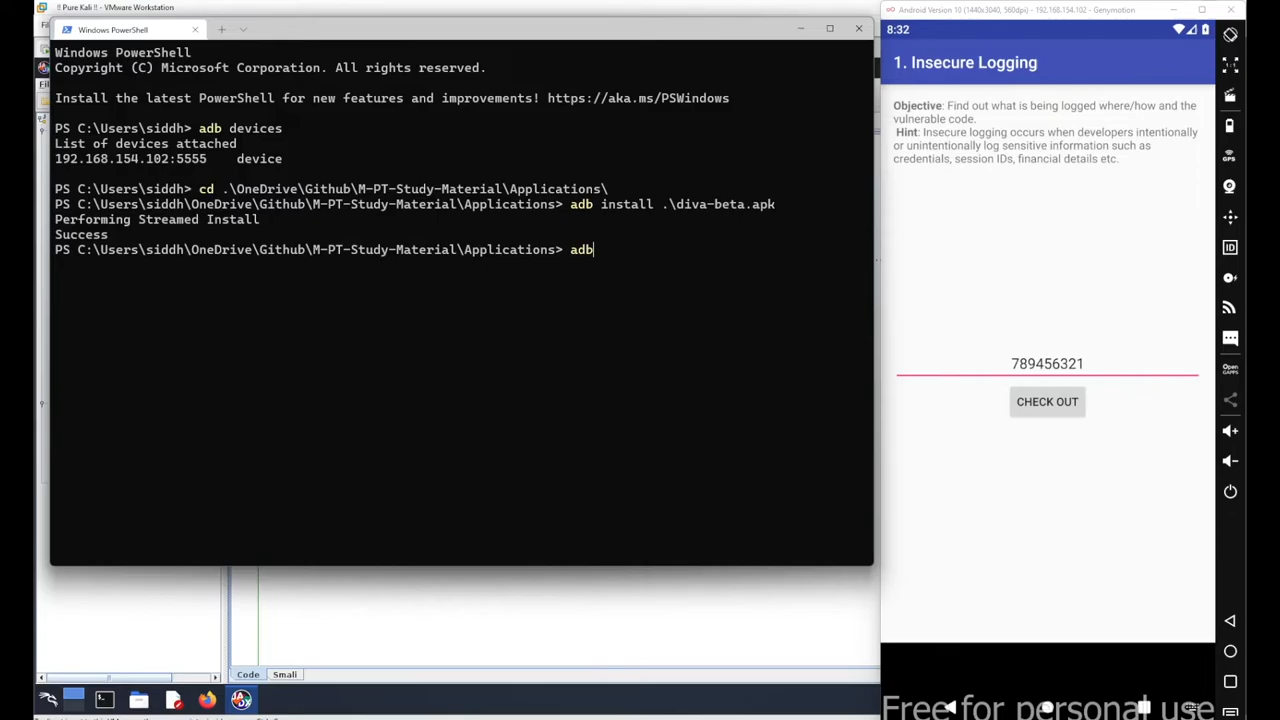 !! Pure Kali - VMware Workstation
Windows PowerShell
Windows PowerShell
Copyright (C) Microsoft Corporation. All rights reserved.
Install the latest PowerShell for new features and improvements! https://aka.ms/PSWindows
PS C:\Users\siddh> adb devices
List of devices attached
192.168.154.102:5555    device
PS C:\Users\siddh> cd .\OneDrive\Github\M-PT-Study-Material\Applications\
PS C:\Users\siddh\OneDrive\Github\M-PT-Study-Material\Applications> adb install .\diva-beta.apk
Performing Streamed Install
Success
PS C:\Users\siddh\OneDrive\Github\M-PT-Study-Material\Applications> adb
Code Small
Android Version 10 (1440x3040, 560dpi) - 192.168.154.102 - Genymotion
8:32
1. Insecure Logging
Objective: Find out what is being logged where/how and the
vulnerable code.
Hint: Insecure logging occurs when developers intentionally
or unintentionally log sensitive information such as
credentials, session IDs, financial details etc.
789456321
CHECK OUT
GPS
ID
Open
GAPPS
Free for personal use